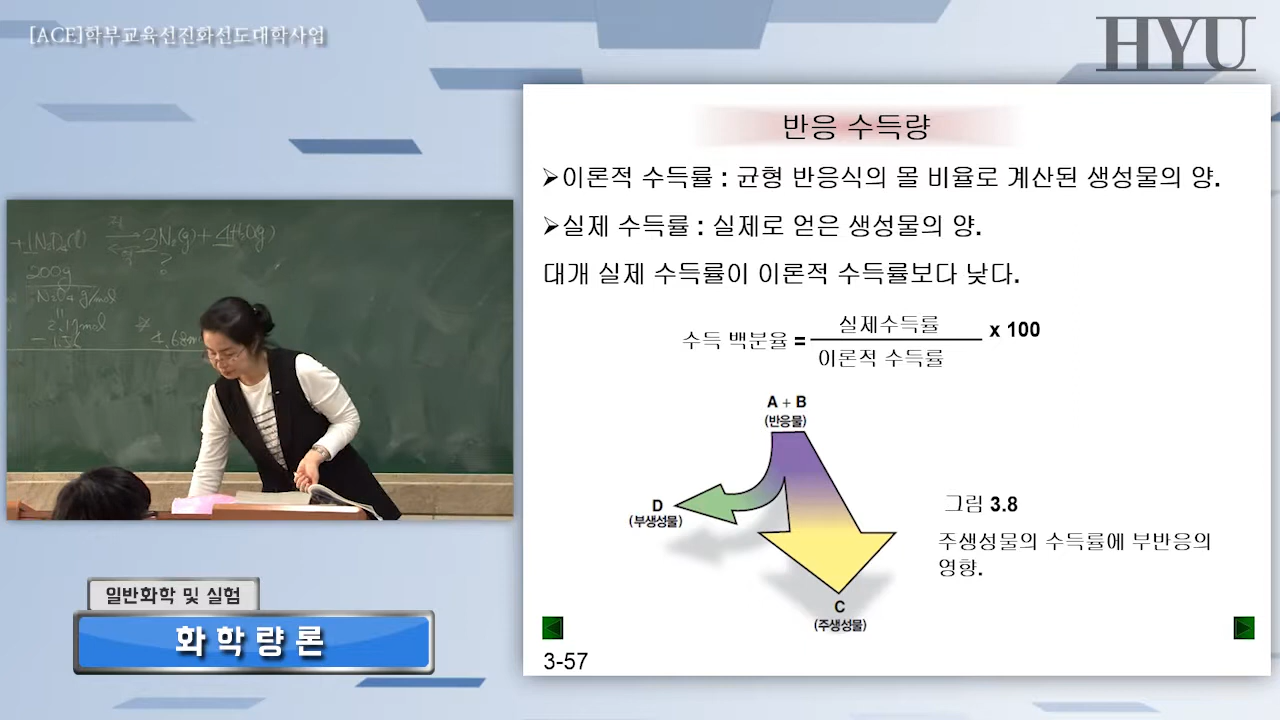 [ACE]학부교육선진화선도대학사업
HYU
반응 수득량
➢이론적 수득률 : 균형 반응식의 몰 비율로 계산된 생성물의 양.
➢실제 수득률 : 실제로 얻은 생성물의 양.
대개 실제 수득률이 이론적 수득률보다 낮다.
실제수득률
수득 백분율 = x 100
이론적 수득률
A + B
(반응물)
D
(부생성물)
그림 3.8
주생성물의 수득률에 부반응의
영향.
C
(주생성물)
3-57
3N₂(g) + 4H₂O(g)
?
200g
N₂O₄ g/mol
일반화학 및 실험
화학량론